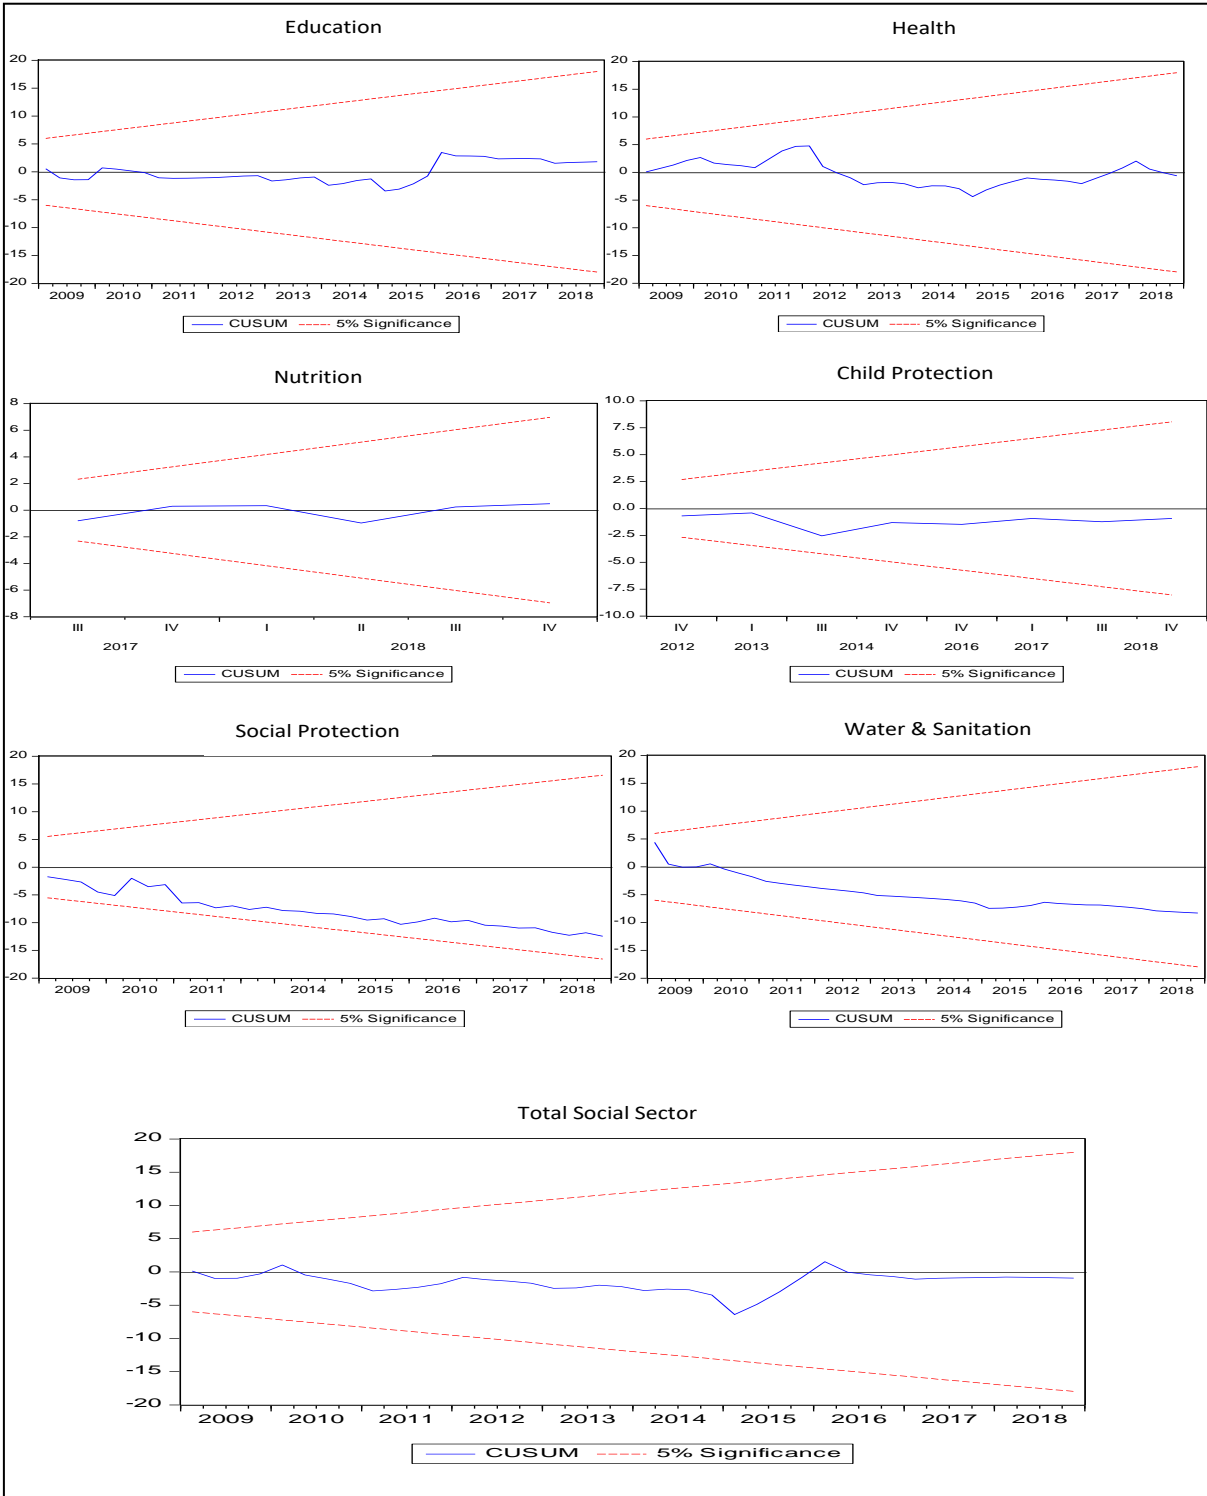 Education
20
15
10
5
0
-5
-10
-15
-20
2009 2010 2011 2012 2013 2014 2015 2016 2017 2018
CUSUM 5% Significance
Health
20
15
10
5
0
-5
-10
-15
-20
2009 2010 2011 2012 2013 2014 2015 2016 2017 2018
CUSUM 5% Significance
Nutrition
8
6
4
2
0
-2
-4
-6
-8
III IV I II III IV
2017 2018
CUSUM 5% Significance
Child Protection
10.0
7.5
5.0
2.5
0.0
-2.5
-5.0
-7.5
-10.0
IV I III IV IV I III IV
2012 2013 2014 2016 2017 2018
CUSUM 5% Significance
Social Protection
20
15
10
5
0
-5
-10
-15
-20
2009 2010 2011 2014 2015 2016 2017 2018
CUSUM 5% Significance
Water & Sanitation
20
15
10
5
0
-5
-10
-15
-20
2009 2010 2011 2012 2013 2014 2015 2016 2017 2018
CUSUM 5% Significance
Total Social Sector
20
15
10
5
0
-5
-10
-15
-20
2009 2010 2011 2012 2013 2014 2015 2016 2017 2018
CUSUM 5% Significance